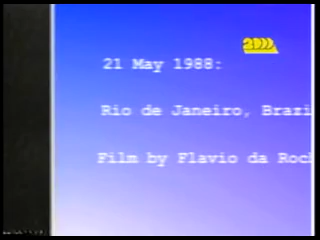 21 May 1988:
Rio de Janeiro, Brazi
Film by Flavio da Roc